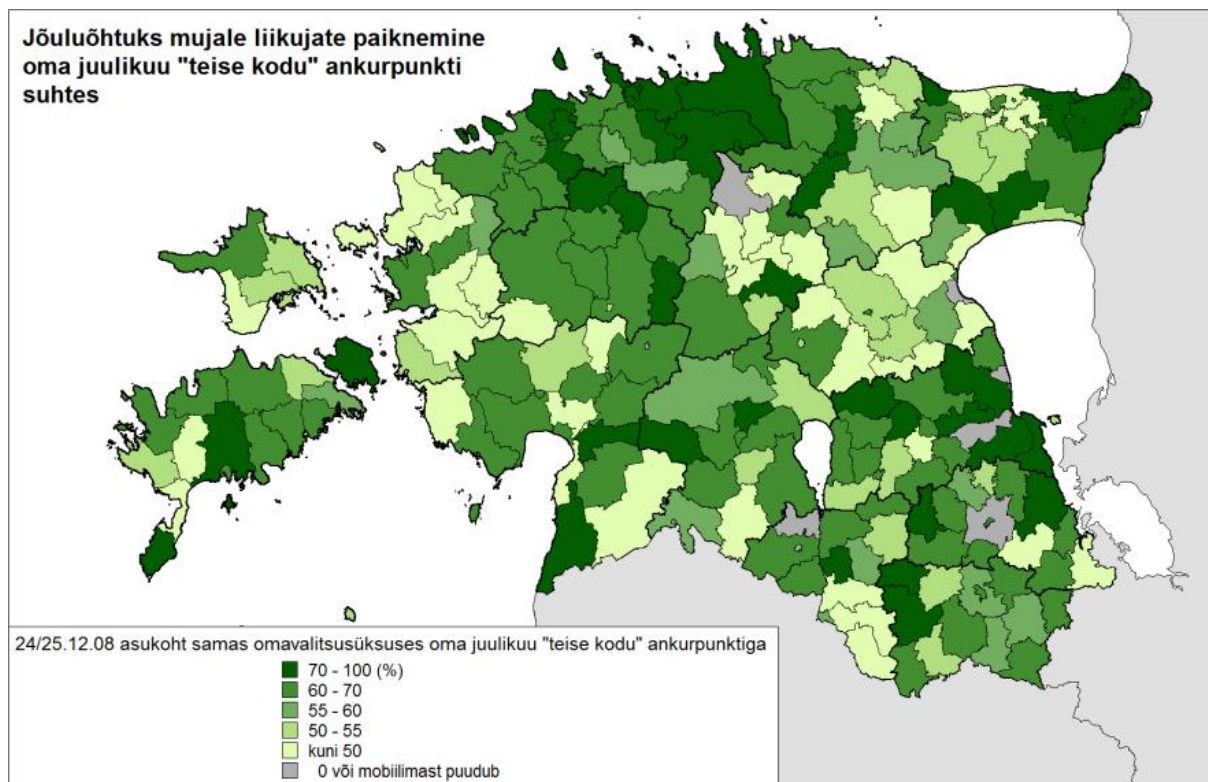 Jõuluõhtuks mujale liikujate paiknemine
oma juulikuu "teise kodu" ankurpunkti
suhtes
24/25.12.08 asukoht samas omavalitsusüksuses oma juulikuu "teise kodu" ankurpunktiga
70 - 100 (%)
60 - 70
55 - 60
50 - 55
kuni 50
0 või mobiilimast puudub